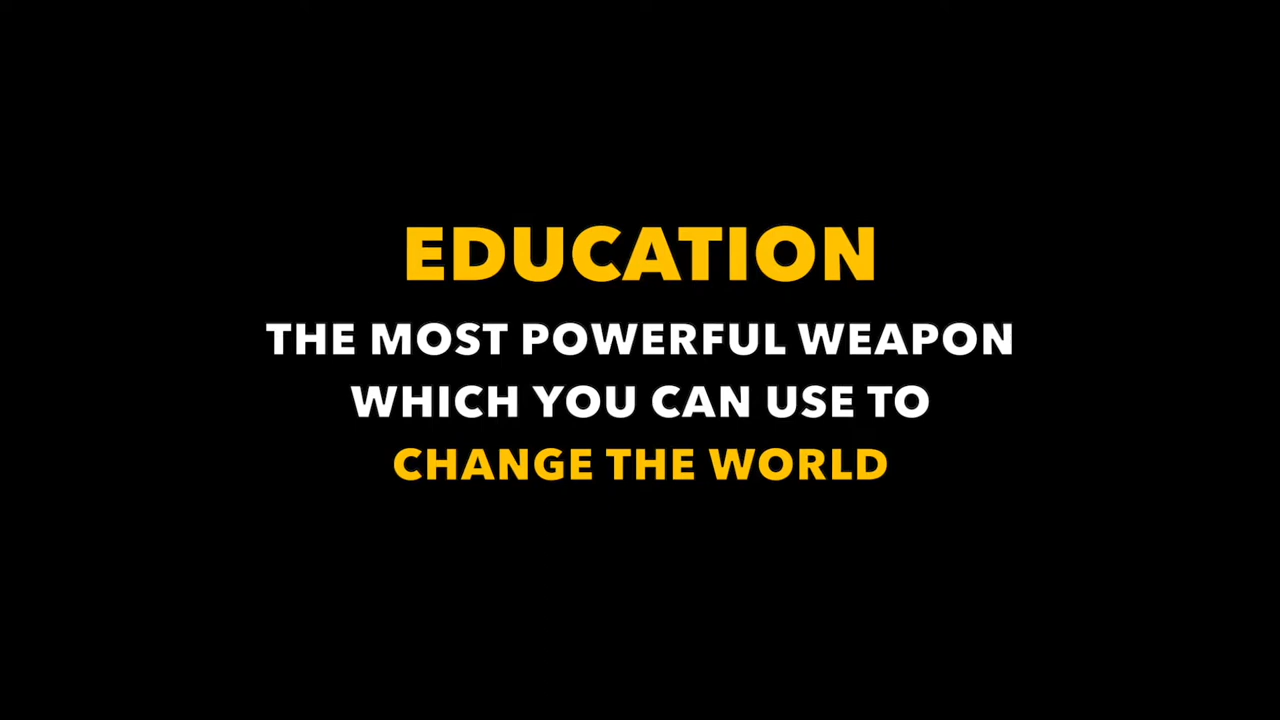 EDUCATION
THE MOST POWERFUL WEAPON
WHICH YOU CAN USE TO
CHANGE THE WORLD